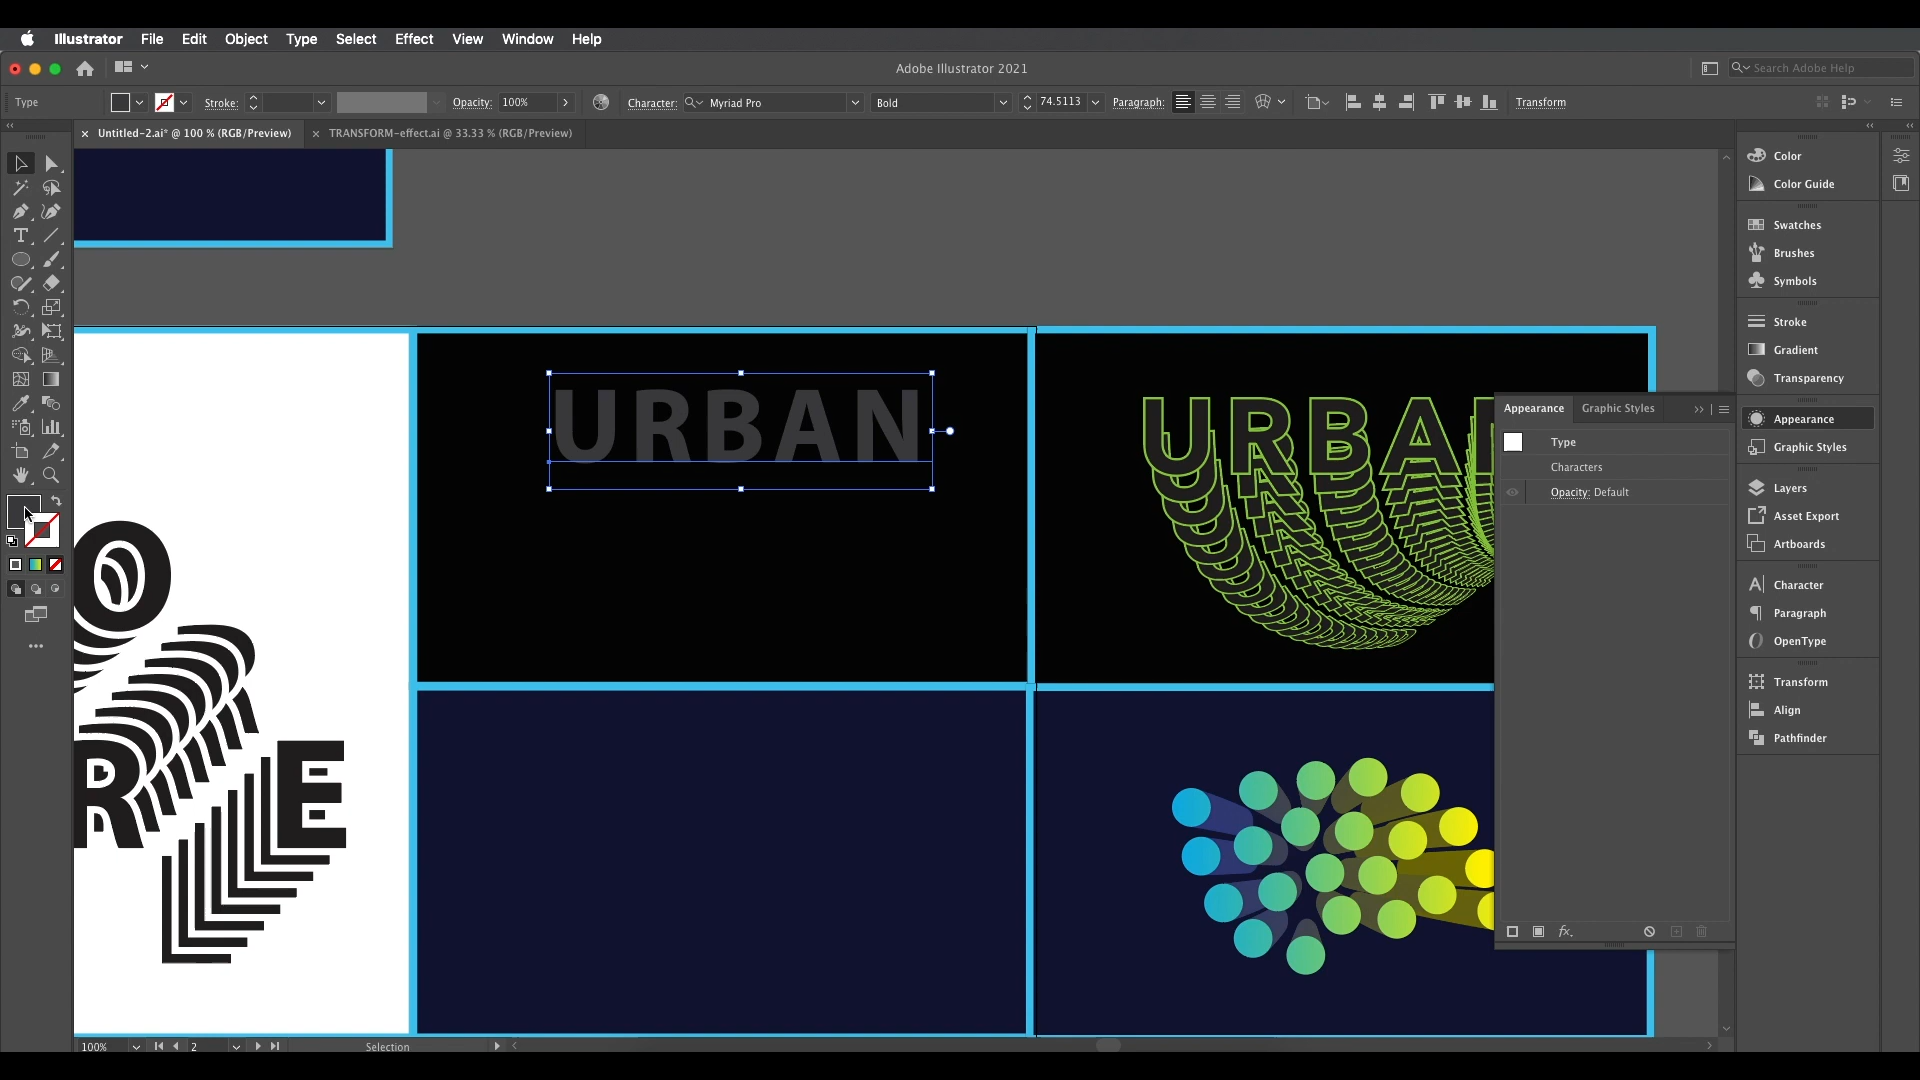 Illustrator File Edit Object Type Select Effect View Window Help
Adobe Illustrator 2021
Search Adobe Help
Type Stroke: Opacity: 100% Character: Myriad Pro Bold 74.5113 Paragraph: Transform
× Untitled-2.ai* @ 100 % (RGB/Preview) × TRANSFORM-effect.ai @ 33.33 % (RGB/Preview)
Color
Color Guide
Swatches
Brushes
Symbols
Stroke
Gradient
Transparency
Appearance
Graphic Styles
Layers
Asset Export
Artboards
Character
Paragraph
OpenType
Transform
Align
Pathfinder
URBAN
URBAN
Appearance Graphic Styles
Type
Characters
Opacity: Default
fx.
O
R E
100% 2 Selection